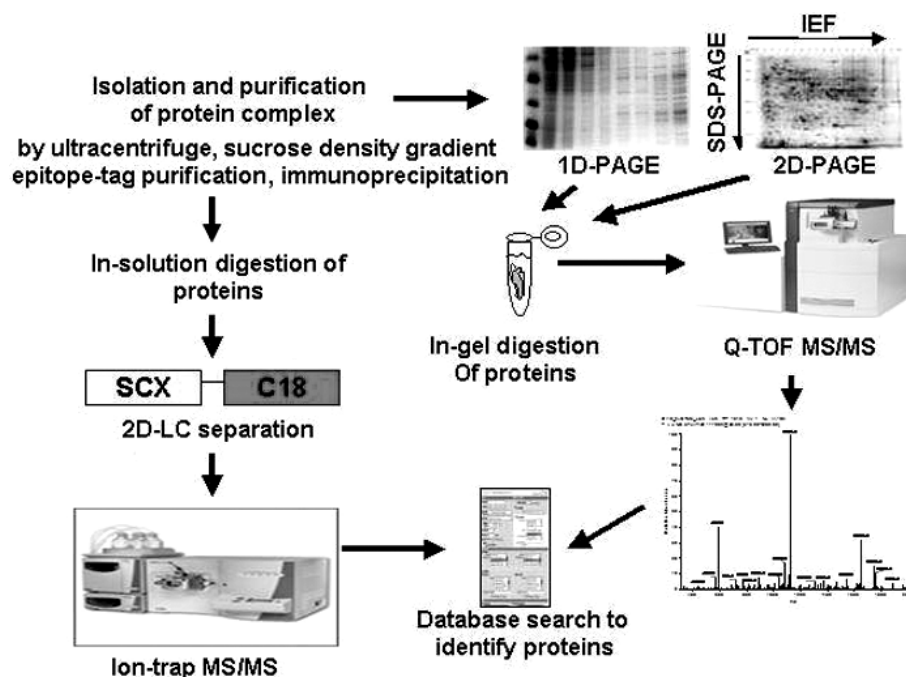 Isolation and purification
of protein complex
by ultracentrifuge, sucrose density gradient
epitope-tag purification, immunoprecipitation
IEF
SDS-PAGE
1D-PAGE
2D-PAGE
In-solution digestion of
proteins
In-gel digestion
Of proteins
Q-TOF MS/MS
SCX
C18
2D-LC separation
Ion-trap MS/MS
Database search to
identify proteins